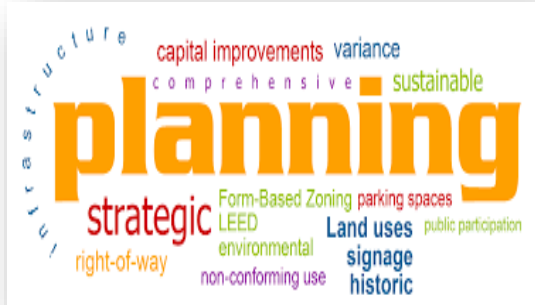 infrastructure
capital improvements variance
comprehensive sustainable
planning
strategic Form-Based Zoning parking spaces
LEED Land uses public participation
environmental
right-of-way signage
non-conforming use historic